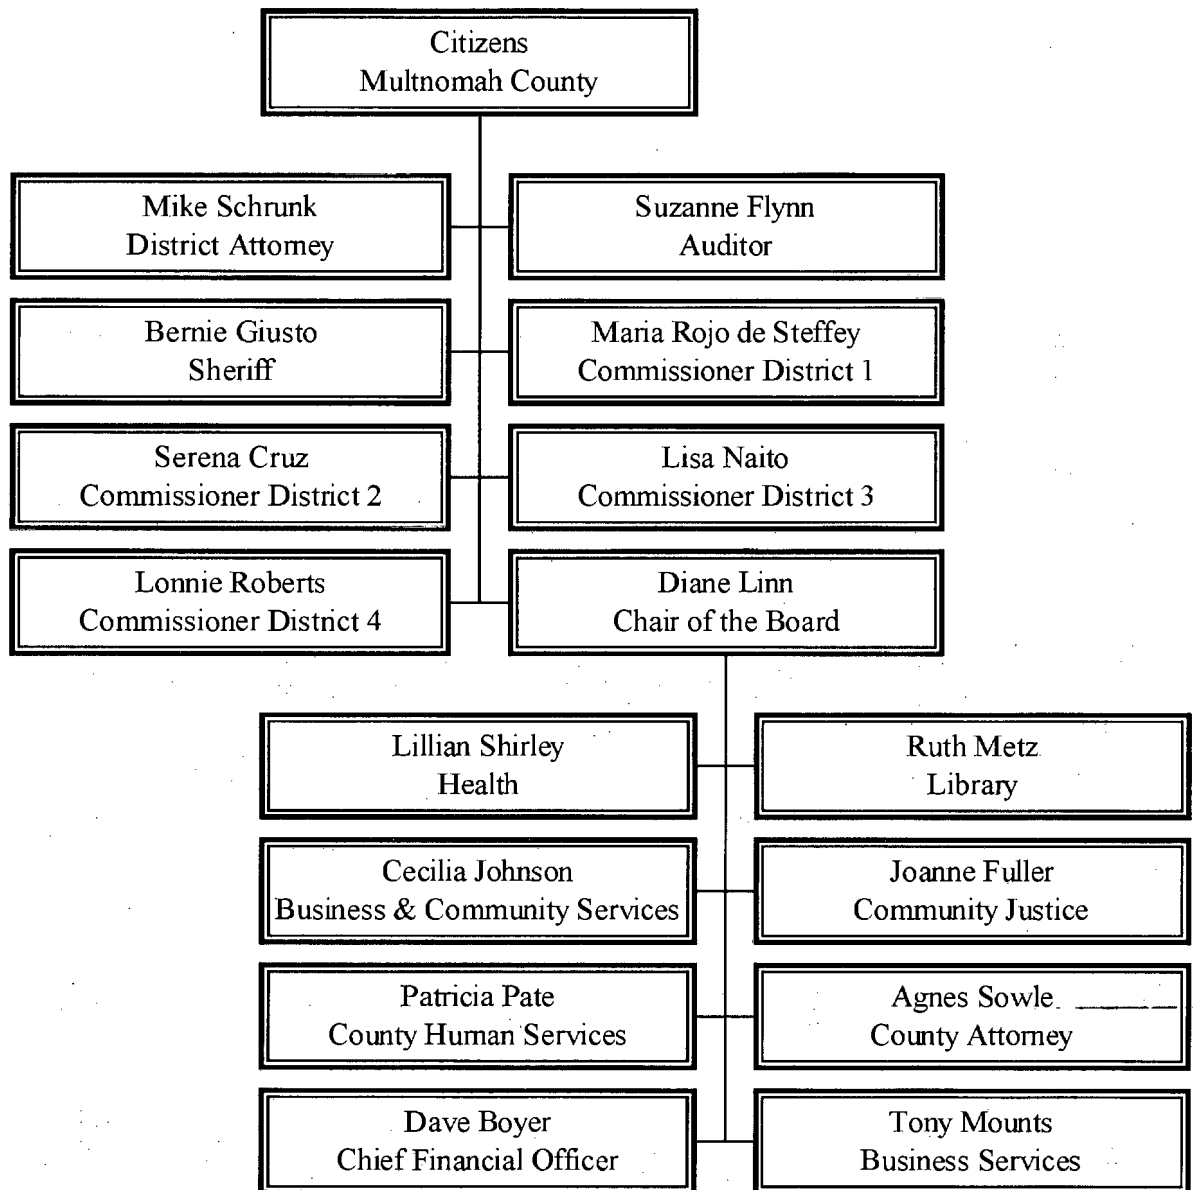 Citizens
Multnomah County
Mike Schrunk
District Attorney
Suzanne Flynn
Auditor
Bernie Giusto
Sheriff
Maria Rojo de Steffey
Commissioner District 1
Serena Cruz
Commissioner District 2
Lisa Naito
Commissioner District 3
Lonnie Roberts
Commissioner District 4
Diane Linn
Chair of the Board
Lillian Shirley
Health
Ruth Metz
Library
Cecilia Johnson
Business & Community Services
Joanne Fuller
Community Justice
Patricia Pate
County Human Services
Agnes Sowle
County Attorney
Dave Boyer
Chief Financial Officer
Tony Mounts
Business Services